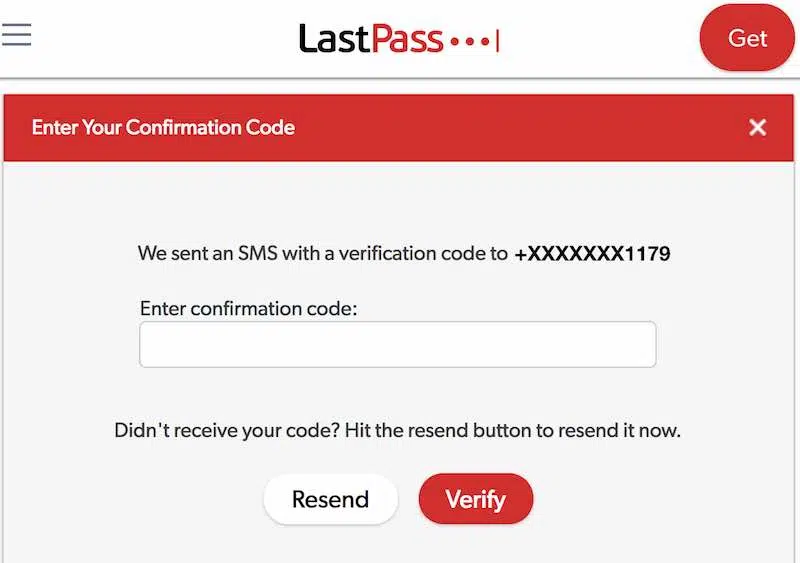 LastPass
Get
Enter Your Confirmation Code
We sent an SMS with a verification code to +XXXXXXX1179
Enter confirmation code:
Didn't receive your code? Hit the resend button to resend it now.
Resend
Verify